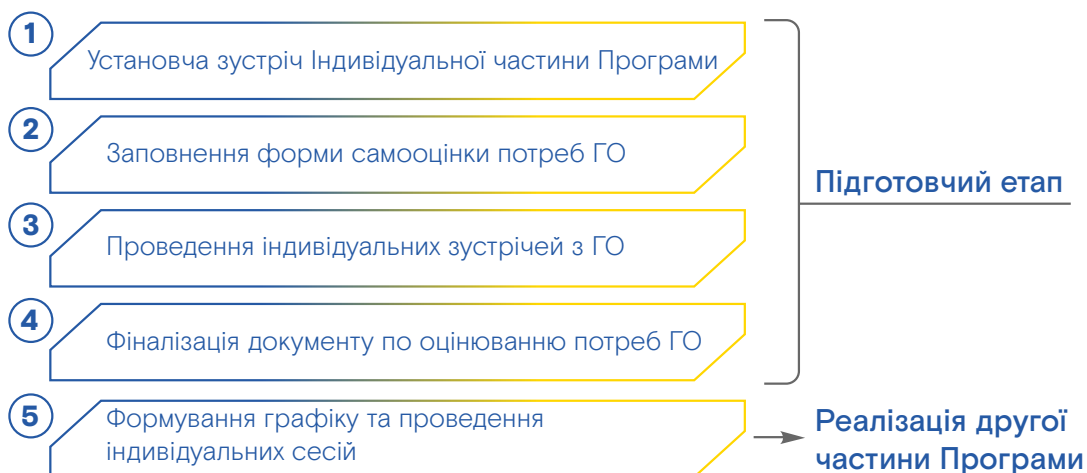 1
Установча зустріч Індивідуальної частини Програми
2
Заповнення форми самооцінки потреб ГО
3
Проведення індивідуальних зустрічей з ГО
4
Фіналізація документу по оцінюванню потреб ГО
Підготовчий етап
5
Формування графіку та проведення
індивідуальних сесій
Реалізація другої
частини Програми